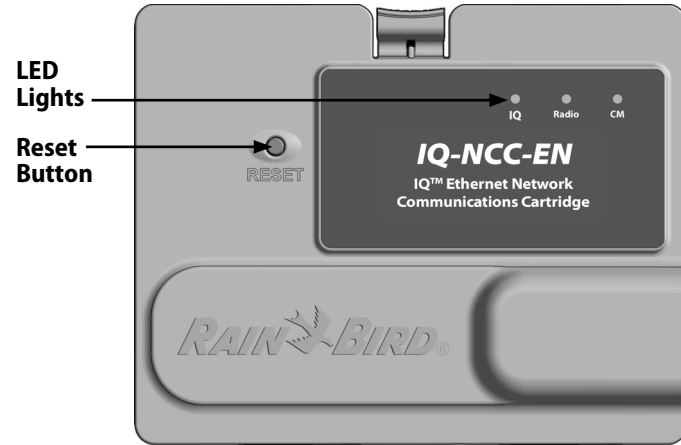 LED
Lights
Reset
Button
RESET
IQ
Radio
CM
IQ-NCC-EN
IQ™ Ethernet Network
Communications Cartridge
RAIN BIRD®